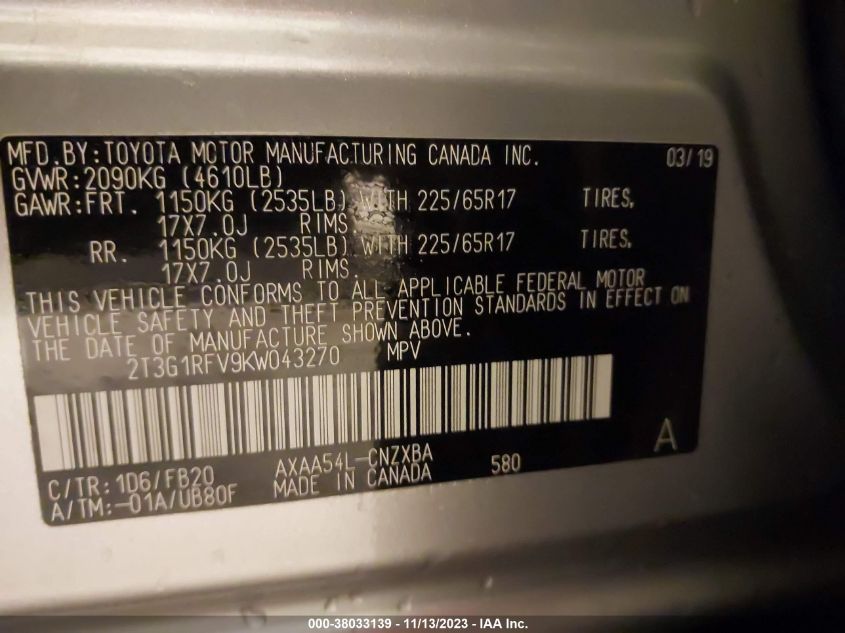 MFD.BY:TOYOTA MOTOR MANUFACTURING CANADA INC. 03/19
GVWR:2090KG (4610LB)
GAWR:FRT. 1150KG (2535LB) WITH 225/65R17 TIRES,
17X7.0J RIMS
RR. 1150KG (2535LB) WITH 225/65R17 TIRES,
17X7.0J RIMS
THIS VEHICLE CONFORMS TO ALL APPLICABLE FEDERAL MOTOR
VEHICLE SAFETY AND THEFT PREVENTION STANDARDS IN EFFECT ON
THE DATE OF MANUFACTURE SHOWN ABOVE.
2T3G1RFV9KW043270 MPV
A
C/TR:1D6/FB20 AXAA54L-CNZXBA 580
A/TM:-01A/UB80F MADE IN CANADA
000-38033139 - 11/13/2023 - IAA Inc.